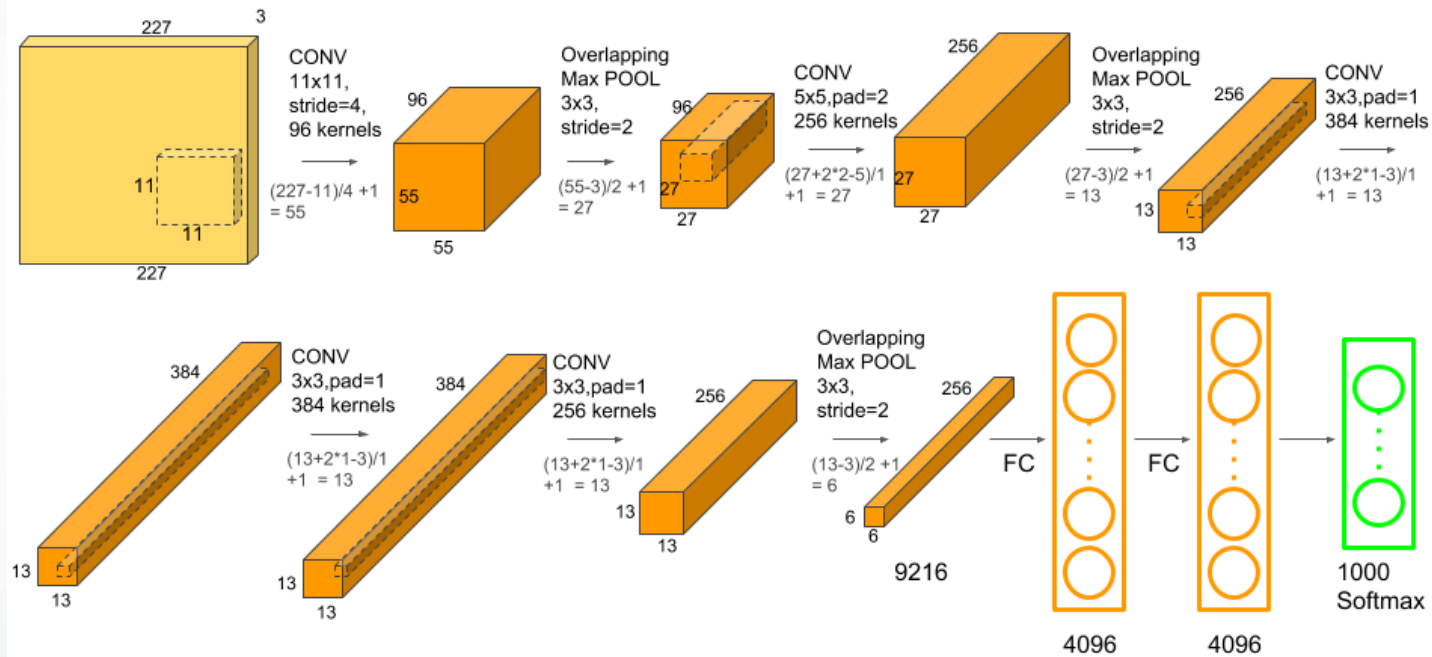 227
3
11
11
227
CONV
11x11,
stride=4,
96 kernels
(227-11)/4 +1
= 55
96
55
55
Overlapping
Max POOL
3x3,
stride=2
(55-3)/2 +1
= 27
96
27
27
CONV
5x5,pad=2
256 kernels
(27+2*2-5)/1
+1 = 27
256
27
27
Overlapping
Max POOL
3x3,
stride=2
(27-3)/2 +1
= 13
256
13
13
CONV
3x3,pad=1
384 kernels
(13+2*1-3)/1
+1 = 13
384
13
13
CONV
3x3,pad=1
384 kernels
(13+2*1-3)/1
+1 = 13
384
13
13
CONV
3x3,pad=1
256 kernels
(13+2*1-3)/1
+1 = 13
256
13
13
Overlapping
Max POOL
3x3,
stride=2
(13-3)/2 +1
= 6
256
6
6
9216
FC
4096
FC
4096
1000
Softmax